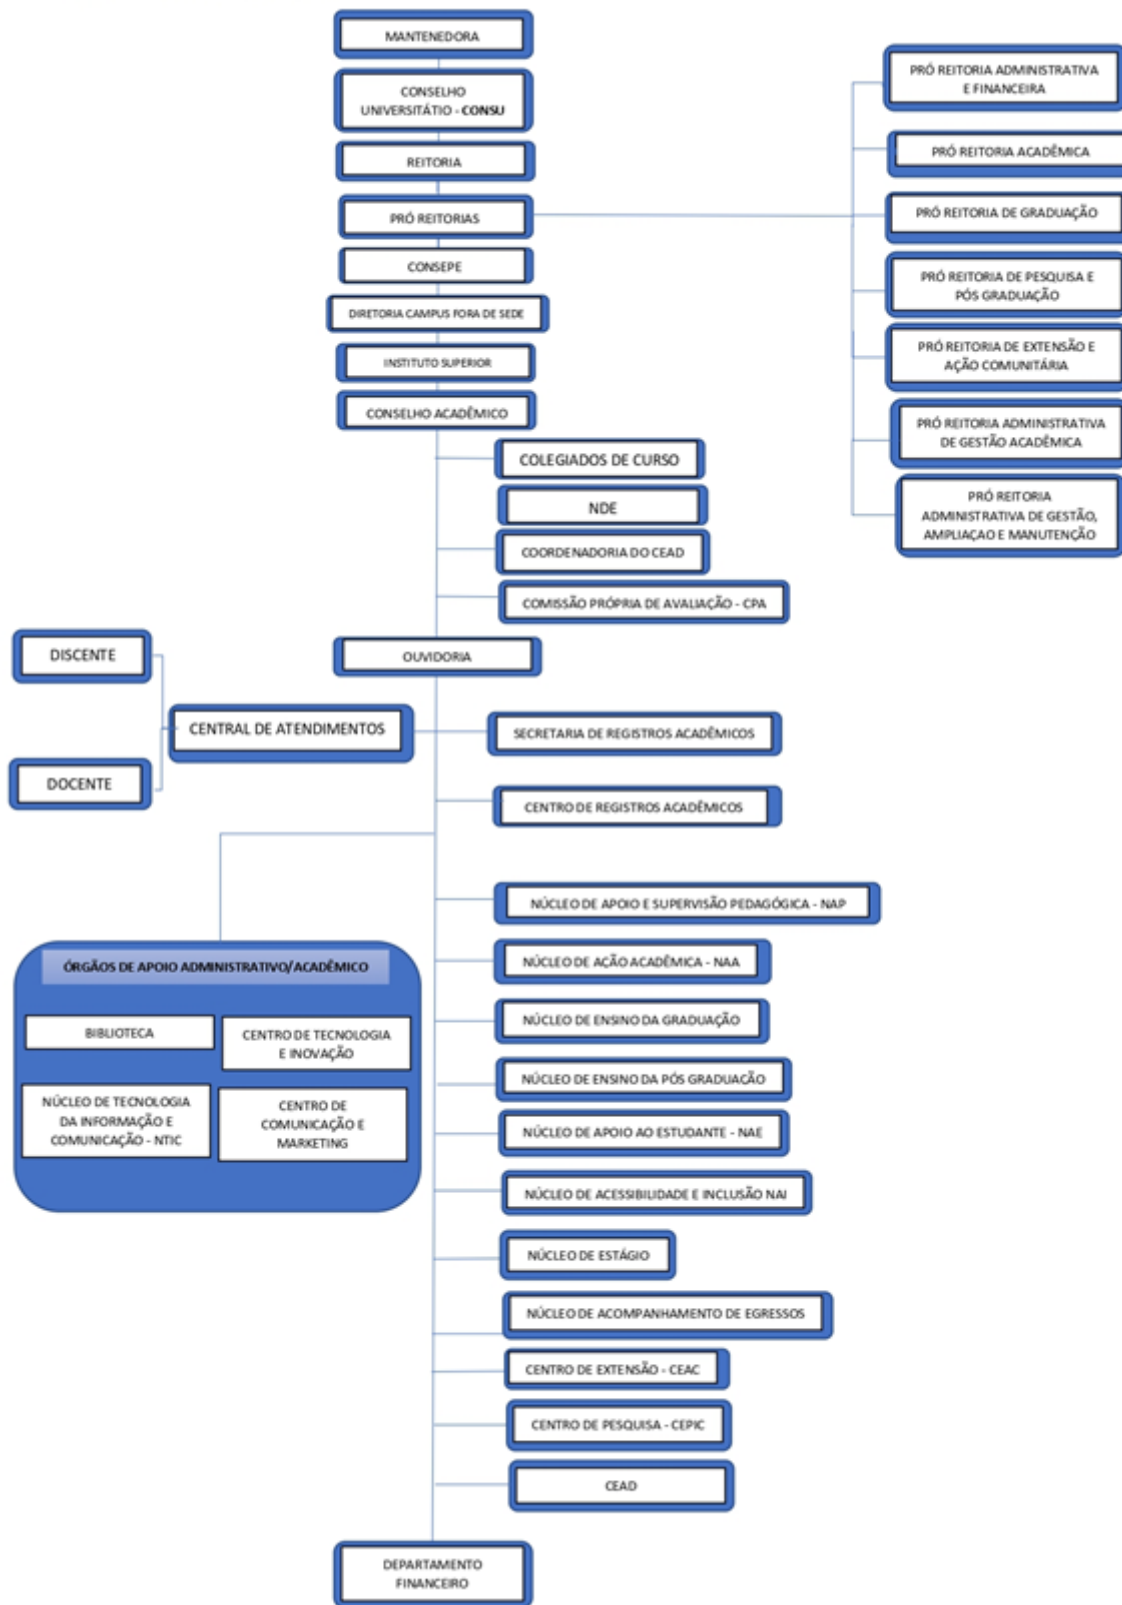 MANTENEDORA
CONSELHO
UNIVERSITÁTIO - CONSU
REITORIA
PRÓ REITORIAS
CONSEPE
DIRETORIA CAMPUS FORA DE SEDE
INSTITUTO SUPERIOR
CONSELHO ACADÊMICO
PRÓ REITORIA ADMINISTRATIVA
E FINANCEIRA
PRÓ REITORIA ACADÊMICA
PRÓ REITORIA DE GRADUAÇÃO
PRÓ REITORIA DE PESQUISA E
PÓS GRADUAÇÃO
PRÓ REITORIA DE EXTENSÃO E
AÇÃO COMUNITÁRIA
PRÓ REITORIA ADMINISTRATIVA
DE GESTÃO ACADÊMICA
PRÓ REITORIA
ADMINISTRATIVA DE GESTÃO,
AMPLIAÇAO E MANUTENÇÃO
COLEGIADOS DE CURSO
NDE
COORDENADORIA DO CEAD
COMISSÃO PRÓPRIA DE AVALIAÇÃO - CPA
OUVIDORIA
DISCENTE
CENTRAL DE ATENDIMENTOS
DOCENTE
SECRETARIA DE REGISTROS ACADÊMICOS
CENTRO DE REGISTROS ACADÊMICOS
ÓRGÃOS DE APOIO ADMINISTRATIVO/ACADÊMICO
BIBLIOTECA
CENTRO DE TECNOLOGIA
E INOVAÇÃO
NÚCLEO DE TECNOLOGIA
DA INFORMAÇÃO E
COMUNICAÇÃO - NTIC
CENTRO DE
COMUNICAÇÃO E
MARKETING
NÚCLEO DE APOIO E SUPERVISÃO PEDAGÓGICA - NAP
NÚCLEO DE AÇÃO ACADÊMICA - NAA
NÚCLEO DE ENSINO DA GRADUAÇÃO
NÚCLEO DE ENSINO DA PÓS GRADUAÇÃO
NÚCLEO DE APOIO AO ESTUDANTE - NAE
NÚCLEO DE ACESSIBILIDADE E INCLUSÃO NAI
NÚCLEO DE ESTÁGIO
NÚCLEO DE ACOMPANHAMENTO DE EGRESSOS
CENTRO DE EXTENSÃO - CEAC
CENTRO DE PESQUISA - CEPIC
CEAD
DEPARTAMENTO
FINANCEIRO